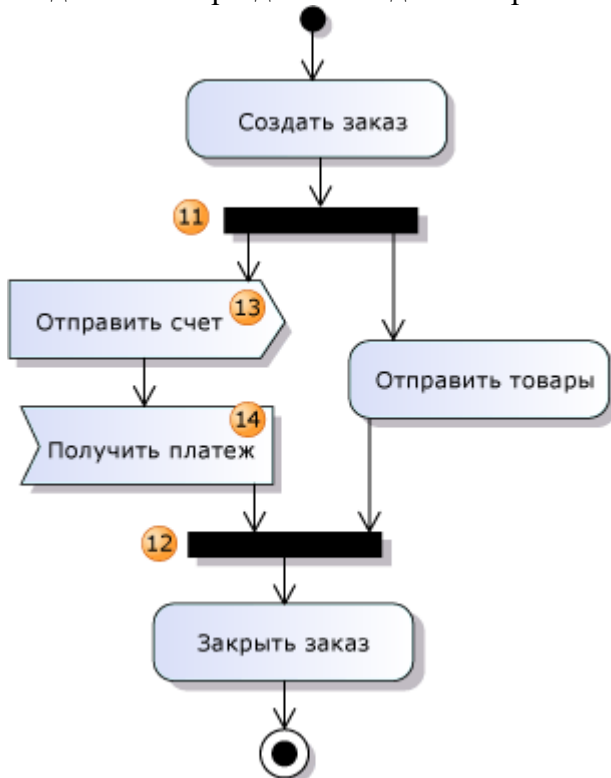 Создать заказ
11
13
Отправить счет
Отправить товары
14
Получить платеж
12
Закрыть заказ